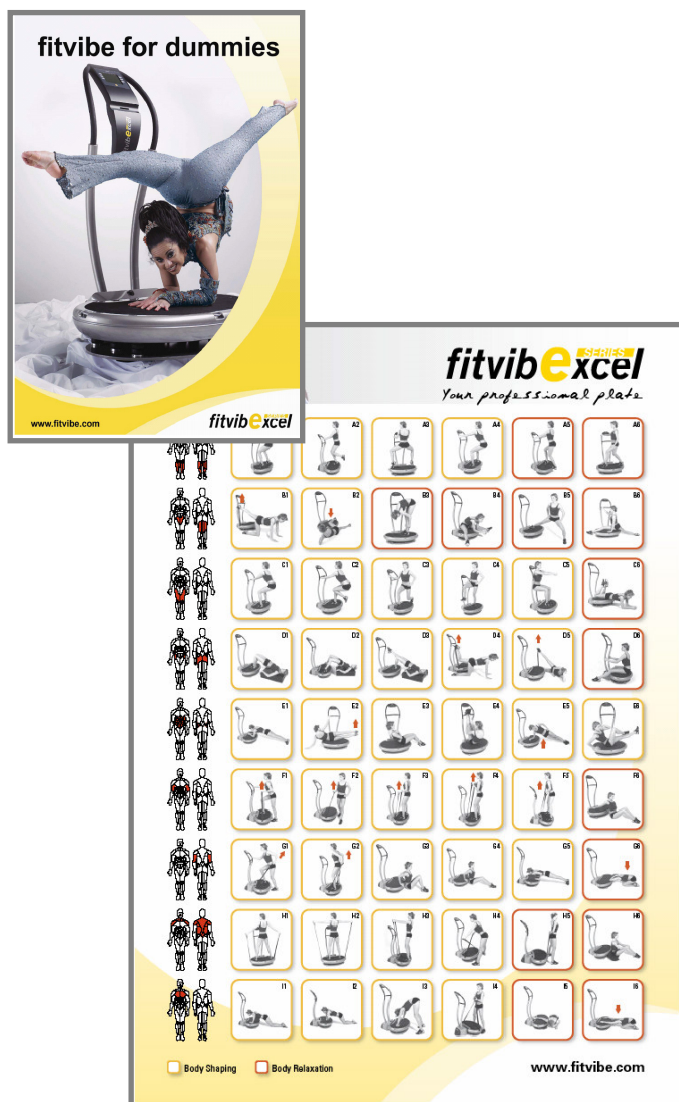 fitvibe for dummies
fitvibe
www.fitvibe.com
fitvibexcel
SERIES
fitvibexcel
Your professional plate
A2 A3 A4 A5 A6
B1 B2 B3 B4 B5 B6
C1 C2 C3 C4 C5 C6
D1 D2 D3 D4 D5 D6
E1 E2 E3 E4 E5 E6
F1 F2 F3 F4 F5 F6
G1 G2 G3 G4 G5 G6
H1 H2 H3 H4 H5 H6
I1 I2 I3 I4 I5 I6
Body Shaping Body Relaxation
www.fitvibe.com